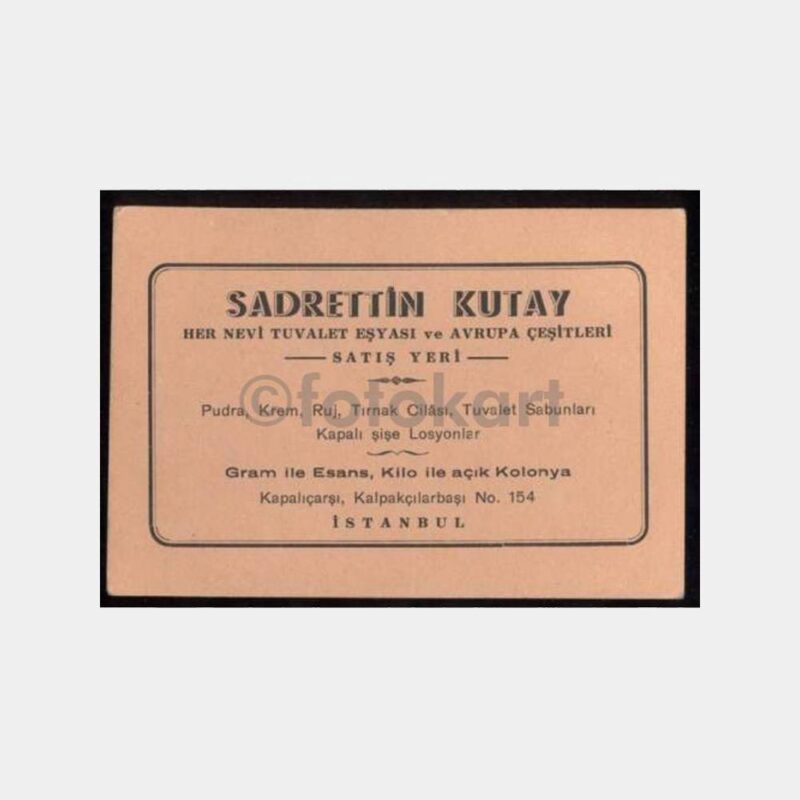 SADRETTİN KUTAY
HER NEVİ TUVALET EŞYASI ve AVRUPA ÇEŞİTLERİ
SATIŞ YERİ
©fotokart
Pudra, Krem, Ruj, Tırnak Cilâsı, Tuvalet Sabunları
Kapalı şişe Losyonlar
Gram ile Esans, Kilo ile açık Kolonya
Kapalıçarşı, Kalpakçılarbaşı No. 154
İSTANBUL